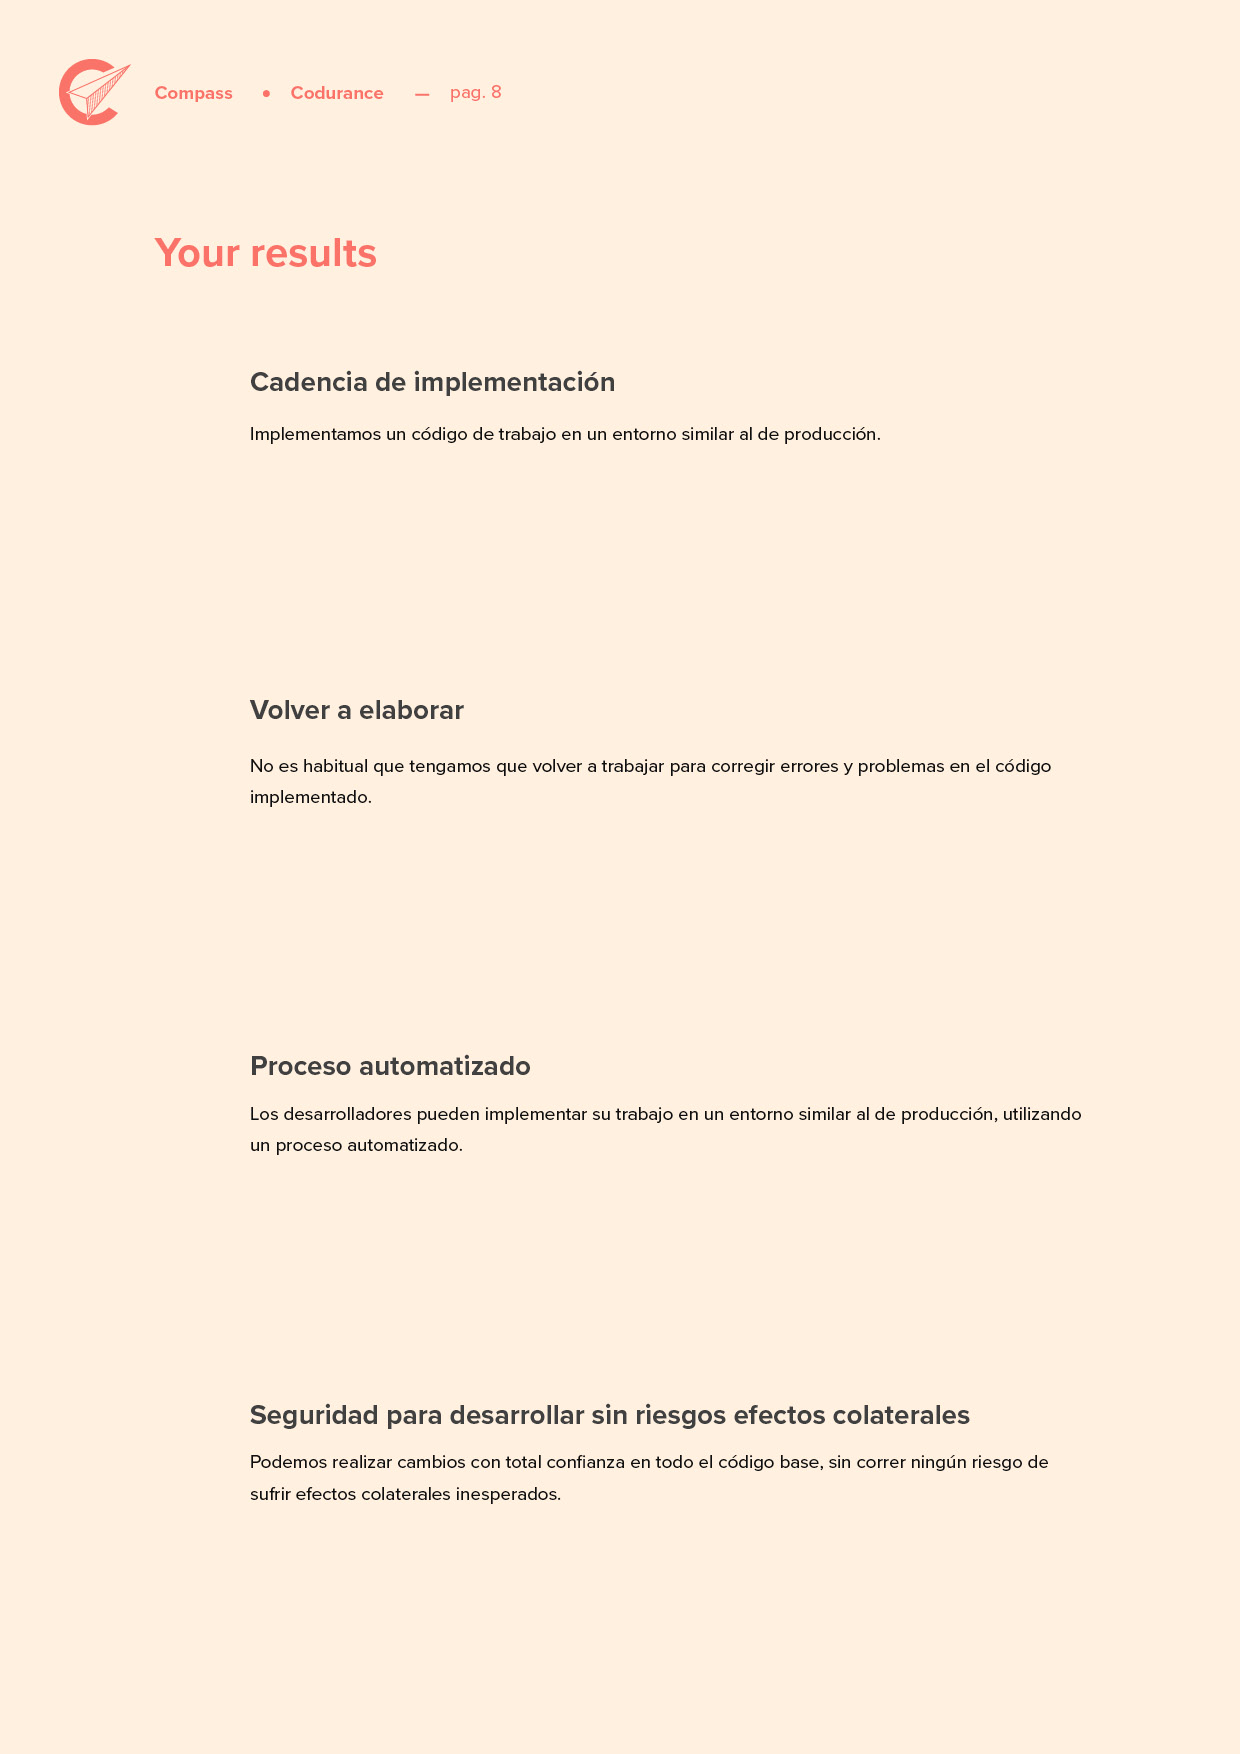 Compass • Codurance — pag. 8
Your results
Cadencia de implementación
Implementamos un código de trabajo en un entorno similar al de producción.
Volver a elaborar
No es habitual que tengamos que volver a trabajar para corregir errores y problemas en el código
implementado.
Proceso automatizado
Los desarrolladores pueden implementar su trabajo en un entorno similar al de producción, utilizando
un proceso automatizado.
Seguridad para desarrollar sin riesgos efectos colaterales
Podemos realizar cambios con total confianza en todo el código base, sin correr ningún riesgo de
sufrir efectos colaterales inesperados.